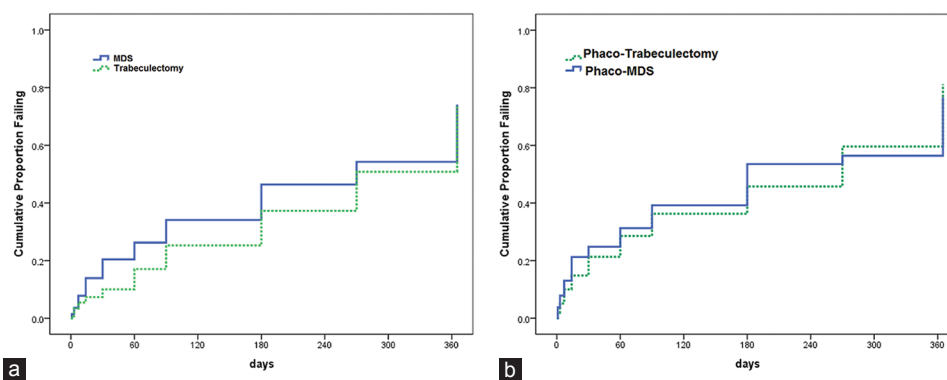 1.0
MDS
Trabeculectomy
0.8
0.6
0.4
0.2
0.0
Cumulative Proportion Failing
0 60 120 180 240 300 360
days
a
1.0
Phaco-Trabeculectomy
Phaco-MDS
0.8
0.6
0.4
0.2
0.0
Cumulative Proportion Failing
0 60 120 180 240 300 360
days
b